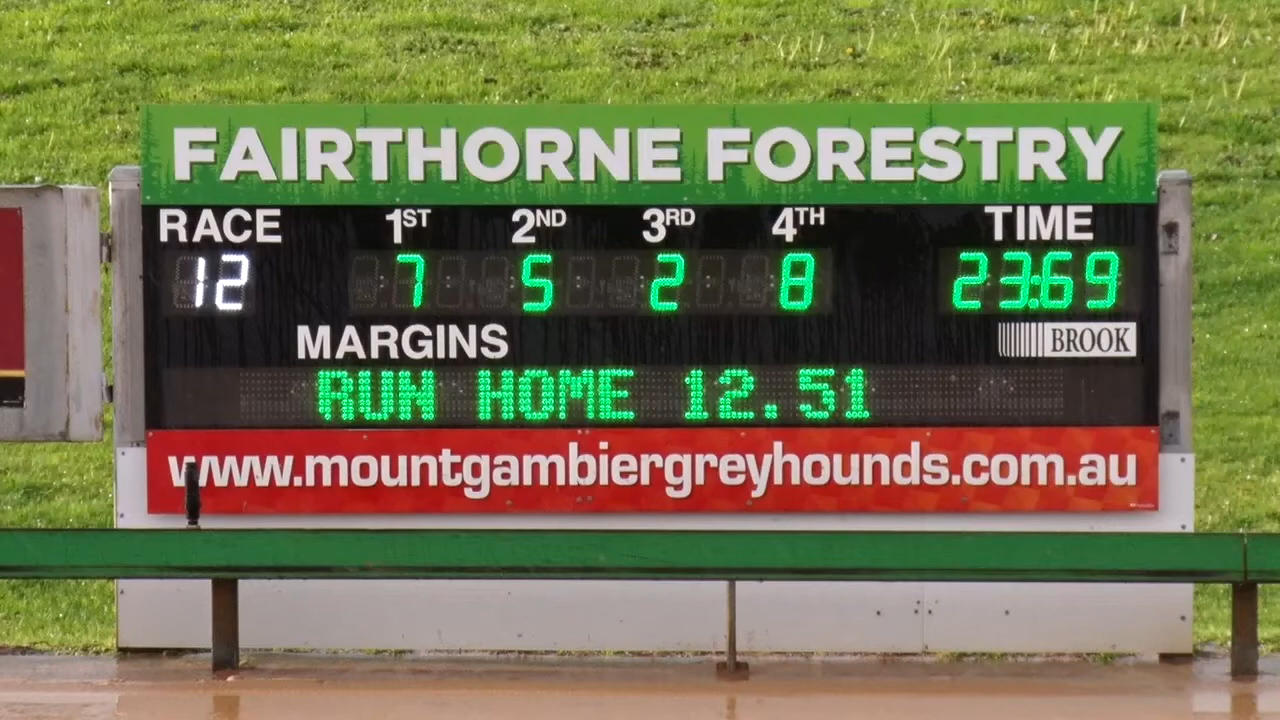 FAIRTHORNE FORESTRY
RACE 1ST 2ND 3RD 4TH TIME
12 7 5 2 8 23.69
MARGINS
BROOK
RUN HOME 12.51
www.mountgambiergreyhounds.com.au